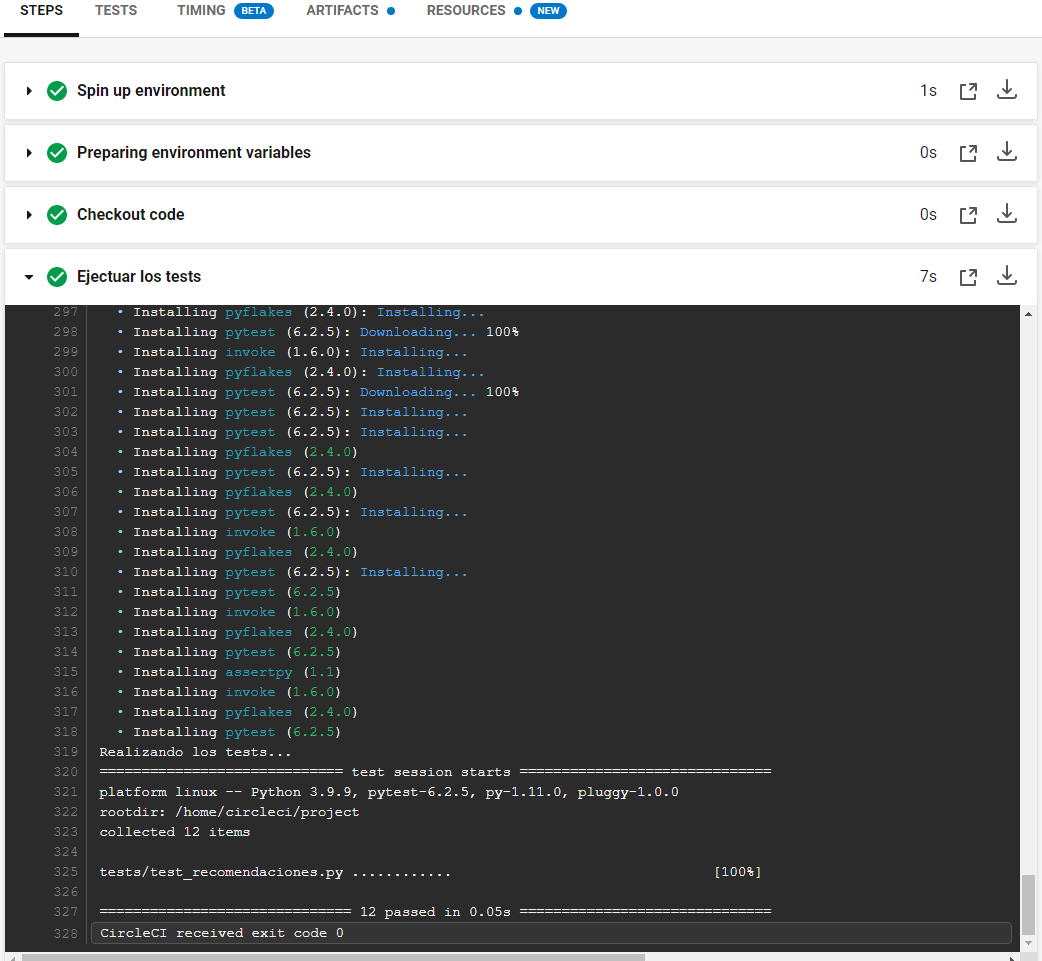 STEPS TESTS TIMING BETA ARTIFACTS RESOURCES NEW
Spin up environment 1s
Preparing environment variables 0s
Checkout code 0s
Ejectuar los tests 7s
297 • Installing pyflakes (2.4.0): Installing...
298 • Installing pytest (6.2.5): Downloading... 100%
299 • Installing invoke (1.6.0): Installing...
300 • Installing pyflakes (2.4.0): Installing...
301 • Installing pytest (6.2.5): Downloading... 100%
302 • Installing pytest (6.2.5): Installing...
303 • Installing pytest (6.2.5): Installing...
304 • Installing pyflakes (2.4.0)
305 • Installing pytest (6.2.5): Installing...
306 • Installing pyflakes (2.4.0)
307 • Installing pytest (6.2.5): Installing...
308 • Installing invoke (1.6.0)
309 • Installing pyflakes (2.4.0)
310 • Installing pytest (6.2.5): Installing...
311 • Installing pytest (6.2.5)
312 • Installing invoke (1.6.0)
313 • Installing pyflakes (2.4.0)
314 • Installing pytest (6.2.5)
315 • Installing assertpy (1.1)
316 • Installing invoke (1.6.0)
317 • Installing pyflakes (2.4.0)
318 • Installing pytest (6.2.5)
319 Realizando los tests...
320 ============================= test session starts ==============================
321 platform linux -- Python 3.9.9, pytest-6.2.5, py-1.11.0, pluggy-1.0.0
322 rootdir: /home/circleci/project
323 collected 12 items
324
325 tests/test_recomendaciones.py ............ [100%]
326
327 ============================== 12 passed in 0.05s ==============================
328 CircleCI received exit code 0